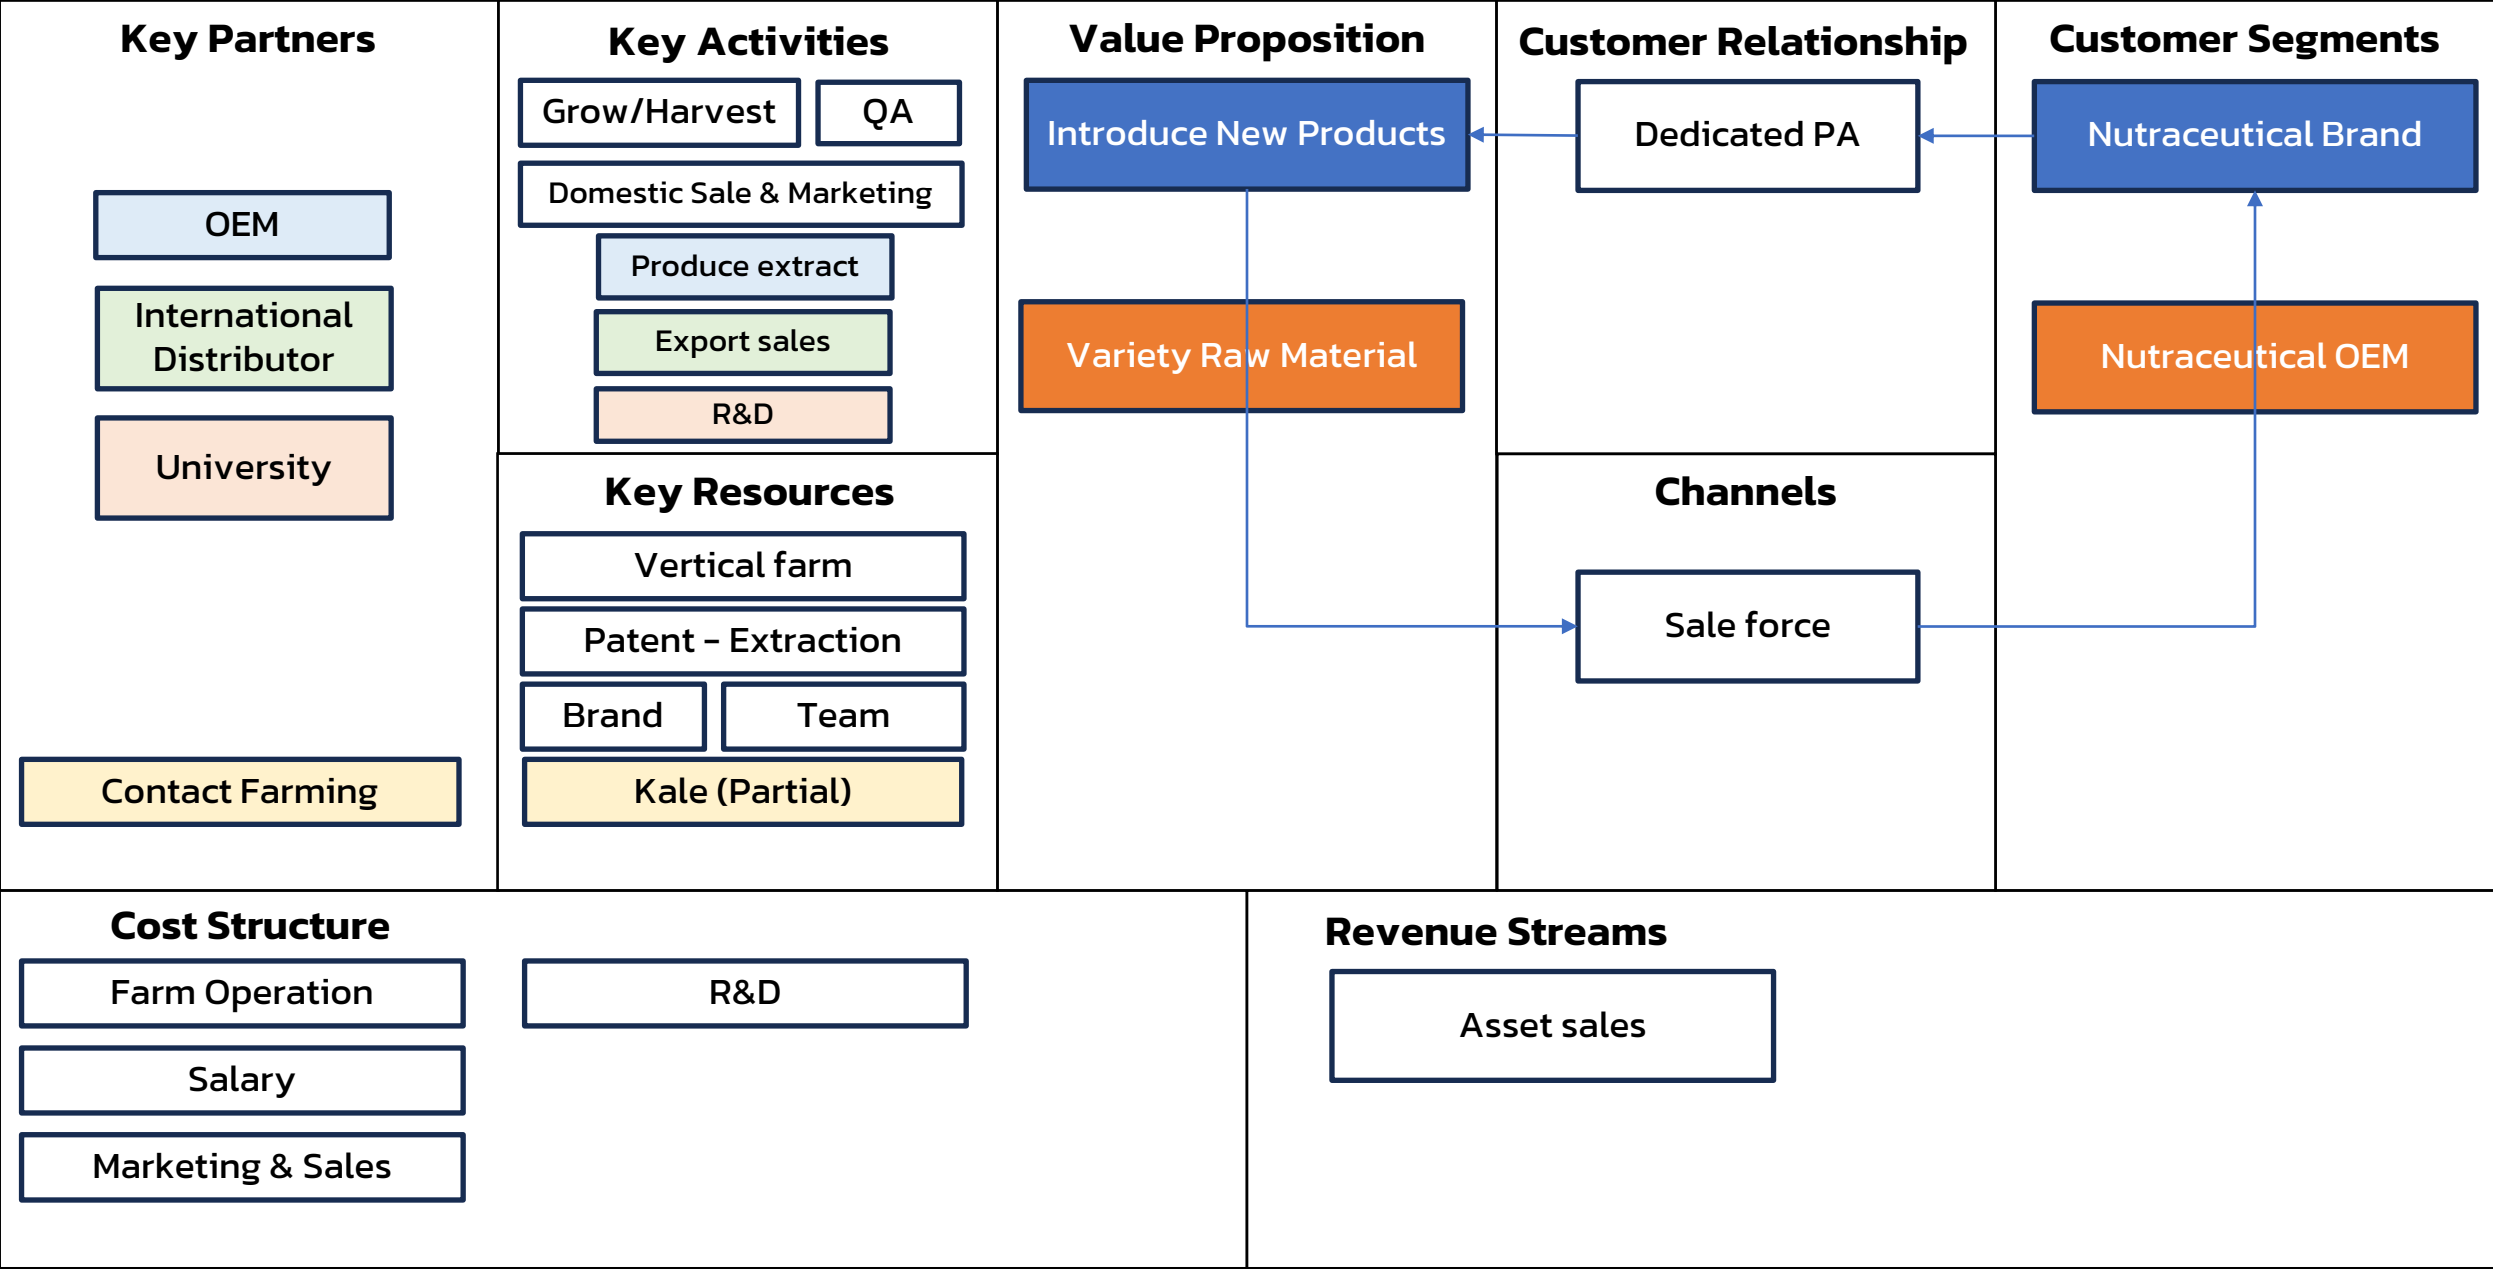 Key Partners
OEM
International
Distributor
University
Contact Farming
Key Activities
Grow/Harvest
QA
Domestic Sale & Marketing
Produce extract
Export sales
R&D
Key Resources
Vertical farm
Patent – Extraction
Brand
Team
Kale (Partial)
Value Proposition
Introduce New Products
Variety Raw Material
Customer Relationship
Dedicated PA
Channels
Sale force
Customer Segments
Nutraceutical Brand
Nutraceutical OEM
Cost Structure
Farm Operation
R&D
Salary
Marketing & Sales
Revenue Streams
Asset sales